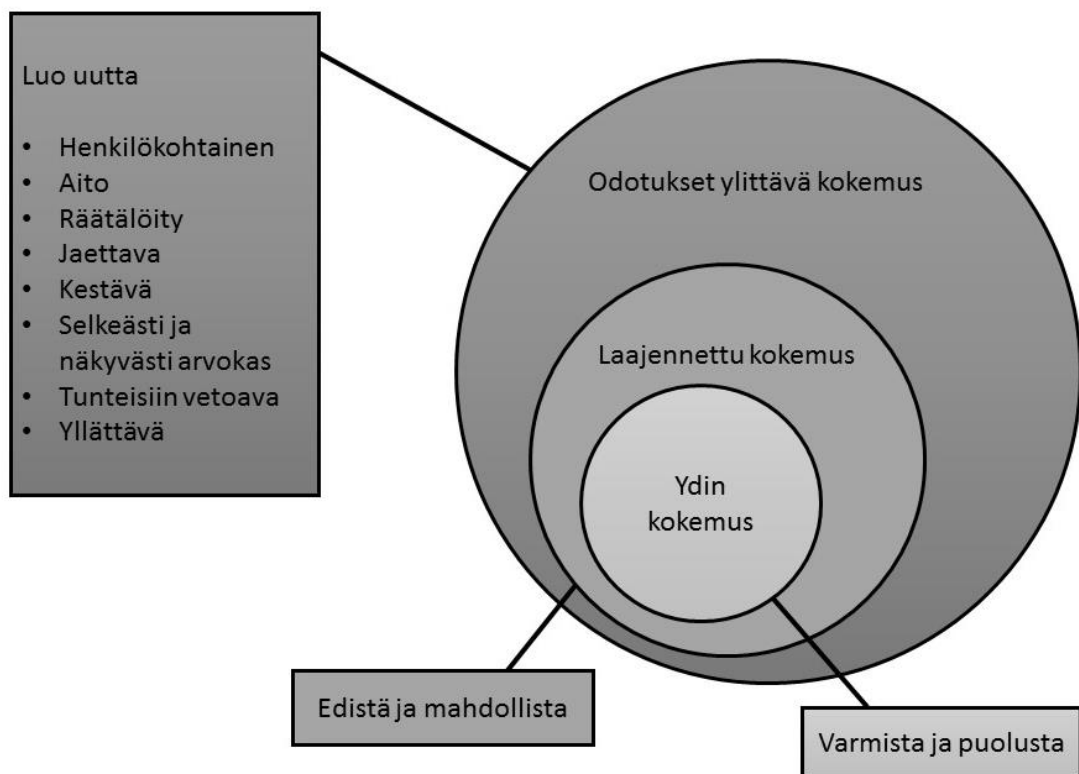 Luo uutta
• Henkilökohtainen
• Aito
• Räätälöity
• Jaettava
• Kestävä
• Selkeästi ja
näkyvästi arvokas
• Tunteisiin vetoava
• Yllättävä
Odotukset ylittävä kokemus
Laajennettu kokemus
Ydin
kokemus
Edistä ja mahdollista
Varmista ja puolusta